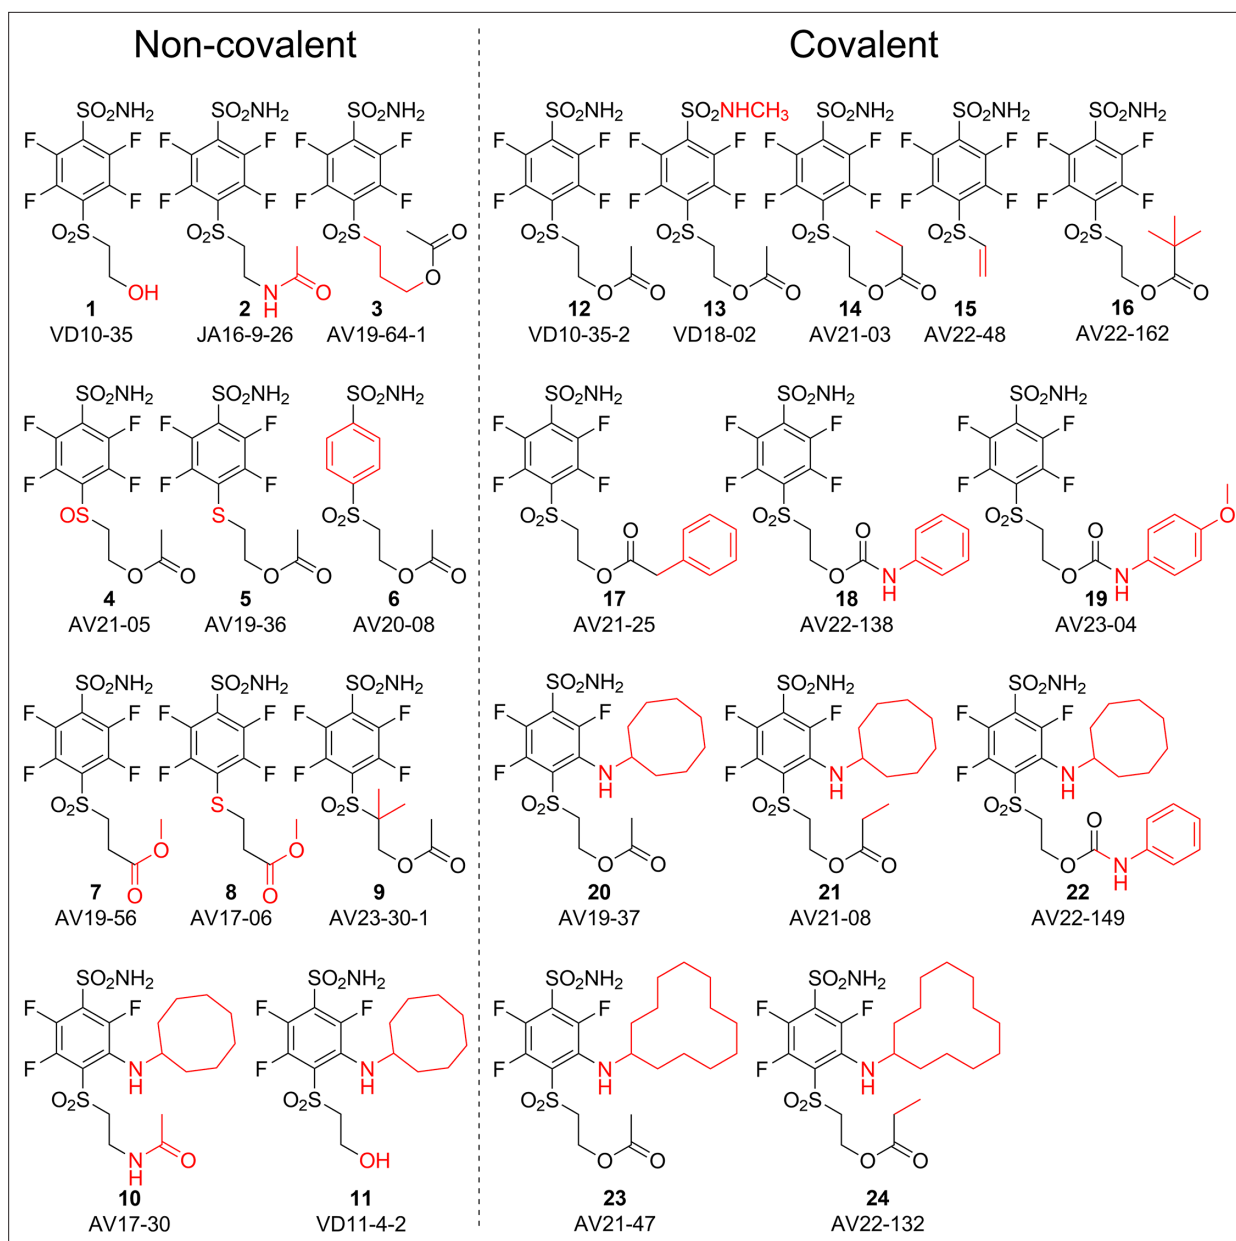 Non-covalent
Covalent
SO2NH2 SO2NH2 SO2NH2 SO2NH2 SO2NHCH3 SO2NH2 SO2NH2 SO2NH2
F F F F F F F F F F F F F F F F
F F F F F F F F F F F F F F F F
O2S O2S O2S O2S O2S O2S O2S O2S
OH N H O O O O O O O O O O O
1 2 3 12 13 14 15 16
VD10-35 JA16-9-26 AV19-64-1 VD10-35-2 VD18-02 AV21-03 AV22-48 AV22-162
SO2NH2 SO2NH2 SO2NH2 SO2NH2 SO2NH2 SO2NH2
F F F F F F F F F F
F F F F F F F F F F
OS S O2S O2S O2S O2S
O O O O O O O O O O N H O O N H O
4 5 6 17 18 19
AV21-05 AV19-36 AV20-08 AV21-25 AV22-138 AV23-04
SO2NH2 SO2NH2 SO2NH2 SO2NH2 SO2NH2 SO2NH2
F F F F F F F F F F F F
F F F F F F F N H F N H F N H
O2S S O2S O2S O2S O2S
O O O O O O O O O O O O N H
7 8 9 20 21 22
AV19-56 AV17-06 AV23-30-1 AV19-37 AV21-08 AV22-149
SO2NH2 SO2NH2 SO2NH2 SO2NH2
F F F F F F F F
F N H F N H F N H F N H
O2S O2S O2S O2S
N H O OH O O O O
10 11 23 24
AV17-30 VD11-4-2 AV21-47 AV22-132